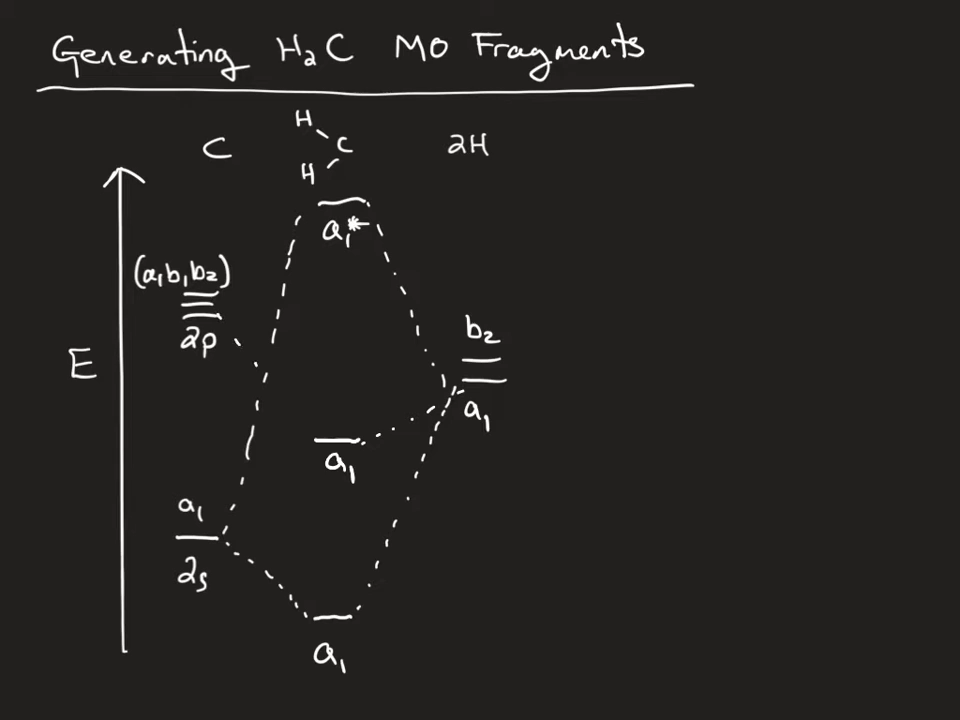 Generating H₂C MO Fragments
C
H
C
H
2H
a₁*
(a₁b₁b₂)
2p
E
b₂
a₁
a₁
a₁
2s
a₁